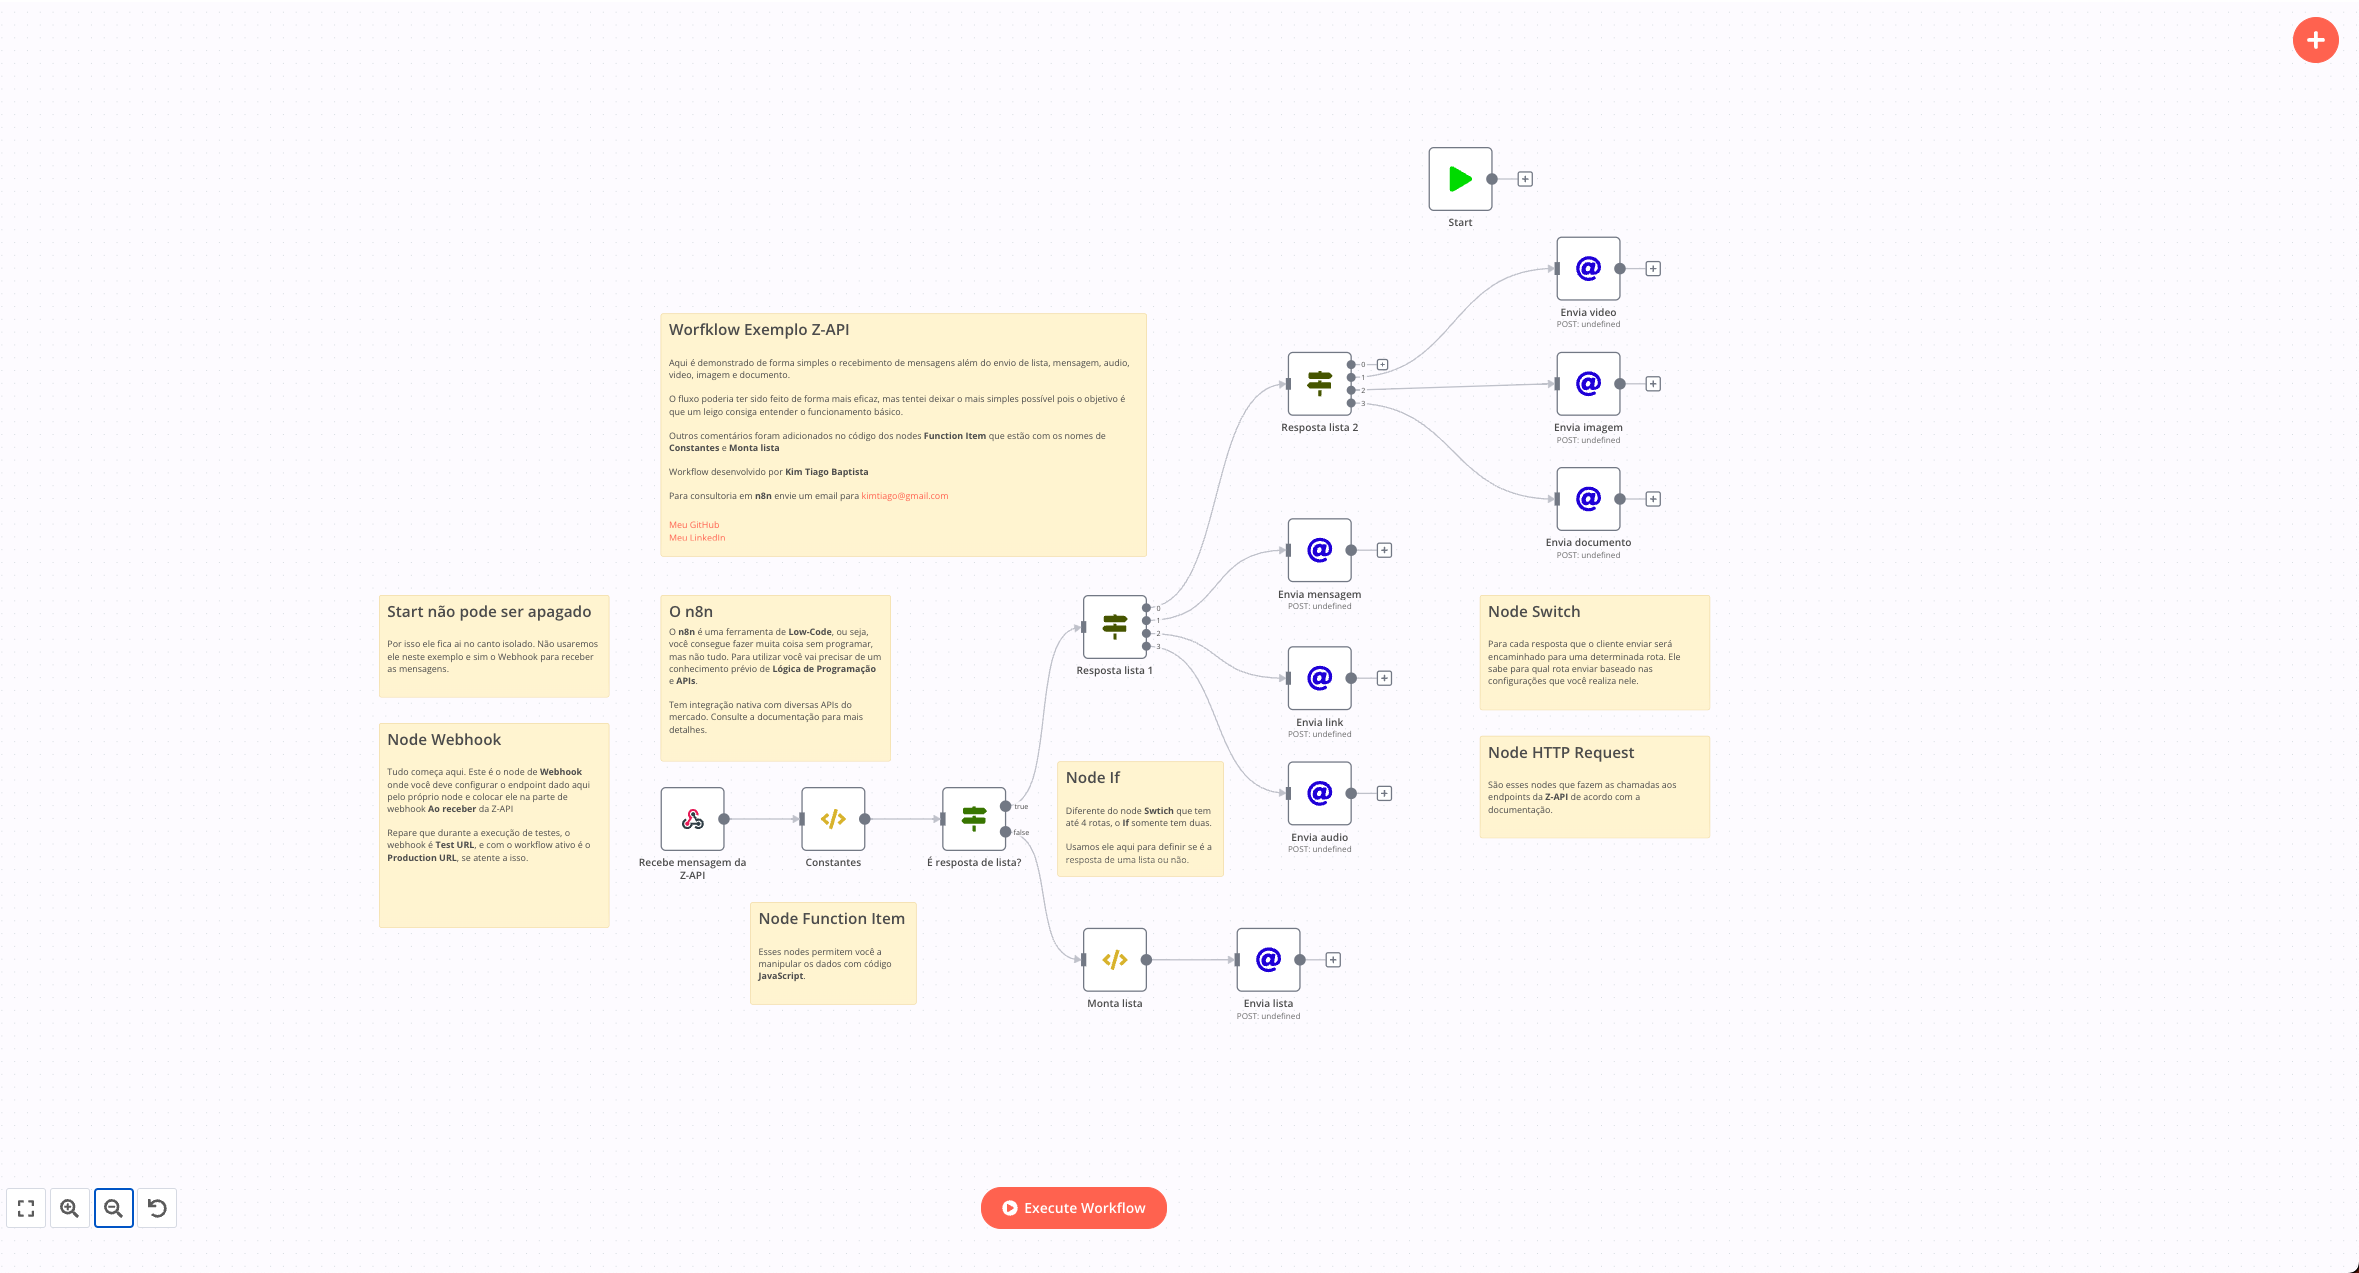 Start
Envia video
POST: undefined
Worfklow Exemplo Z-API
Aqui é demonstrado de forma simples o recebimento de mensagens além do envio de lista, mensagem, audio,
video, imagem e documento.
O fluxo poderia ter sido feito de forma mais eficaz, mas tentei deixar o mais simples possível pois o objetivo é
que um leigo consiga entender o funcionamento básico.
Outros comentários foram adicionados no código dos nodes Function Item que estão com os nomes de
Constantes e Monta lista
Workflow desenvolvido por Kim Tiago Baptista
Para consultoria em n8n envie um email para kimtiago@gmail.com
Meu GitHub
Meu LinkedIn
0
1
2
3
Resposta lista 2
Envia imagem
POST: undefined
Envia documento
POST: undefined
Start não pode ser apagado
Por isso ele fica ai no canto isolado. Não usaremos
ele neste exemplo e sim o Webhook para receber
as mensagens.
O n8n
O n8n é uma ferramenta de Low-Code, ou seja,
você consegue fazer muita coisa sem programar,
mas não tudo. Para utilizar você vai precisar de um
conhecimento prévio de Lógica de Programação
e APIs.
Tem integração nativa com diversas APIs do
mercado. Consulte a documentação para mais
detalhes.
0
1
2
3
Resposta lista 1
Envia mensagem
POST: undefined
Envia link
POST: undefined
Envia audio
POST: undefined
Node Switch
Para cada resposta que o cliente enviar será
encaminhado para uma determinada rota. Ele
sabe para qual rota enviar baseado nas
configurações que você realiza nele.
Node HTTP Request
São esses nodes que fazem as chamadas aos
endpoints da Z-API de acordo com a
documentação.
Node Webhook
Tudo começa aqui. Este é o node de Webhook
onde você deve configurar o endpoint dado aqui
pelo próprio node e colocar ele na parte de
webhook Ao receber da Z-API
Repare que durante a execução de testes, o
webhook é Test URL, e com o workflow ativo é o
Production URL, se atente a isso.
Recebe mensagem da
Z-API
Constantes
true
false
É resposta de lista?
Node If
Diferente do node Swtich que tem
até 4 rotas, o If somente tem duas.
Usamos ele aqui para definir se é a
resposta de uma lista ou não.
Node Function Item
Esses nodes permitem você a
manipular os dados com código
JavaScript.
Monta lista
Envia lista
POST: undefined
Execute Workflow